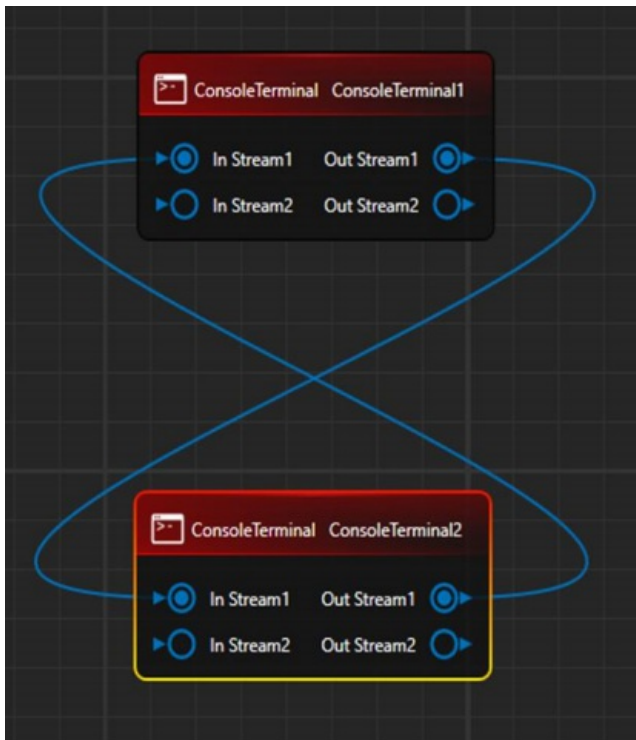 ConsoleTerminal ConsoleTerminal1
In Stream1 Out Stream1
In Stream2 Out Stream2
ConsoleTerminal ConsoleTerminal2
In Stream1 Out Stream1
In Stream2 Out Stream2